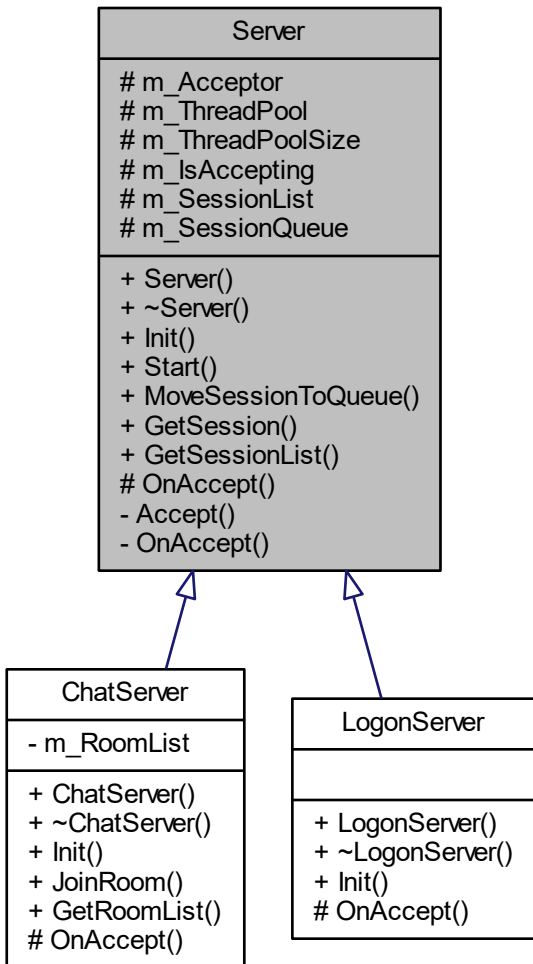 Server
# m_Acceptor
# m_ThreadPool
# m_ThreadPoolSize
# m_IsAccepting
# m_SessionList
# m_SessionQueue
+ Server()
+ ~Server()
+ Init()
+ Start()
+ MoveSessionToQueue()
+ GetSession()
+ GetSessionList()
# OnAccept()
- Accept()
- OnAccept()
ChatServer
- m_RoomList
+ ChatServer()
+ ~ChatServer()
+ Init()
+ JoinRoom()
+ GetRoomList()
# OnAccept()
LogonServer
+ LogonServer()
+ ~LogonServer()
+ Init()
# OnAccept()